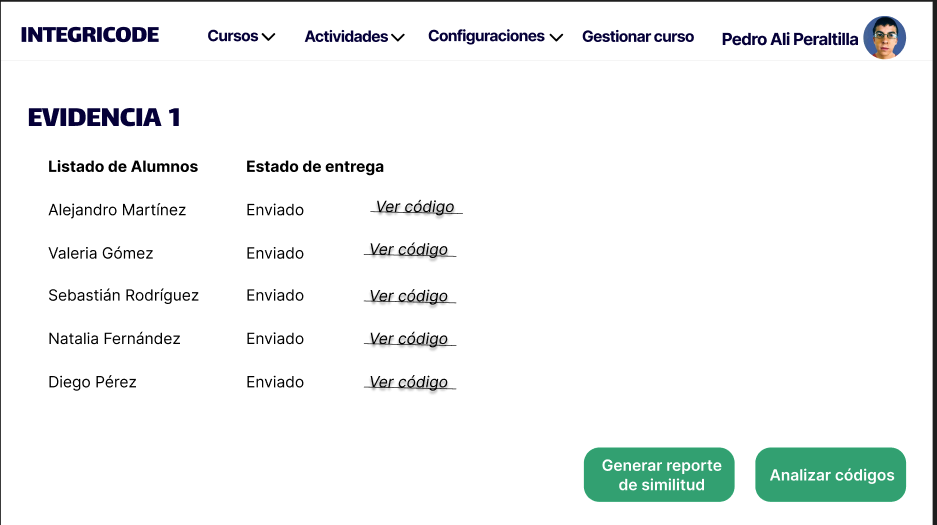 INTEGRICODE Cursos Actividades Configuraciones Gestionar curso Pedro Ali Peraltilla
EVIDENCIA 1
Listado de Alumnos Estado de entrega
Alejandro Martínez Enviado Ver código
Valeria Gómez Enviado Ver código
Sebastián Rodríguez Enviado Ver código
Natalia Fernández Enviado Ver código
Diego Pérez Enviado Ver código
Generar reporte
de similitud
Analizar códigos